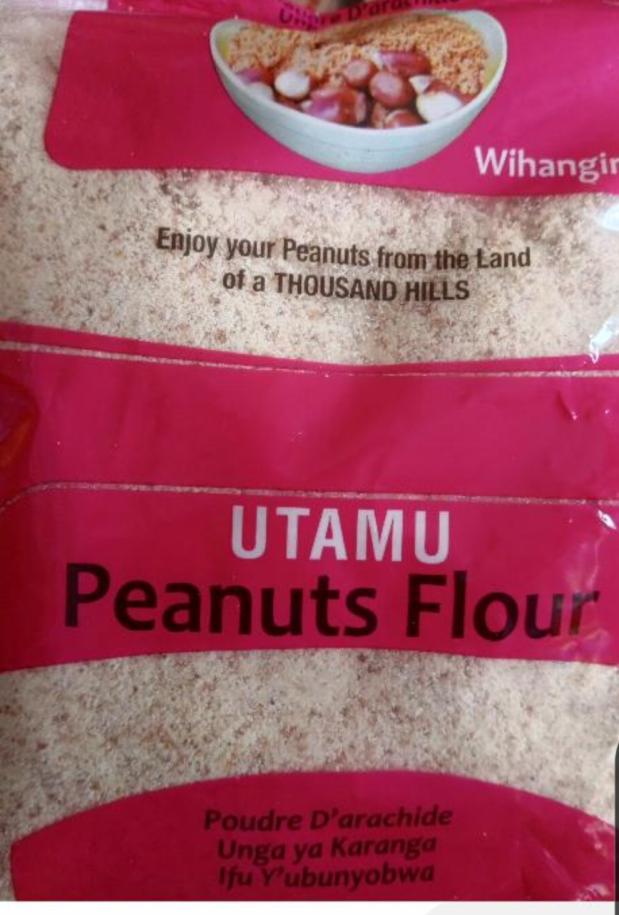 D'arachide
Wihangir
Enjoy your Peanuts from the Land
of a THOUSAND HILLS
UTAMU
Peanuts Flour
Poudre D'arachide
Unga ya Karanga
Ifu Y'ubunyobwa